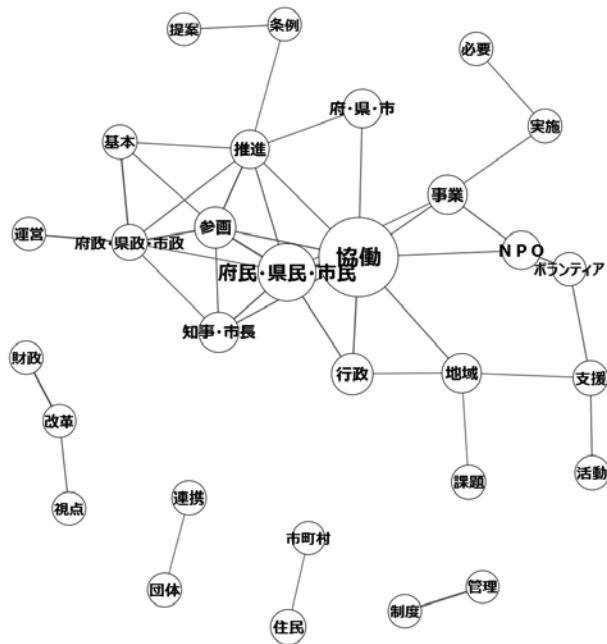 提案
条例
必要
府・県・市
実施
基本
推進
事業
運営
府政・県政・市政
参画
協働
NPO
ボランティア
府民・県民・市民
知事・市長
財政
行政
地域
支援
改革
視点
連携
課題
活動
市町村
団体
住民
制度
管理